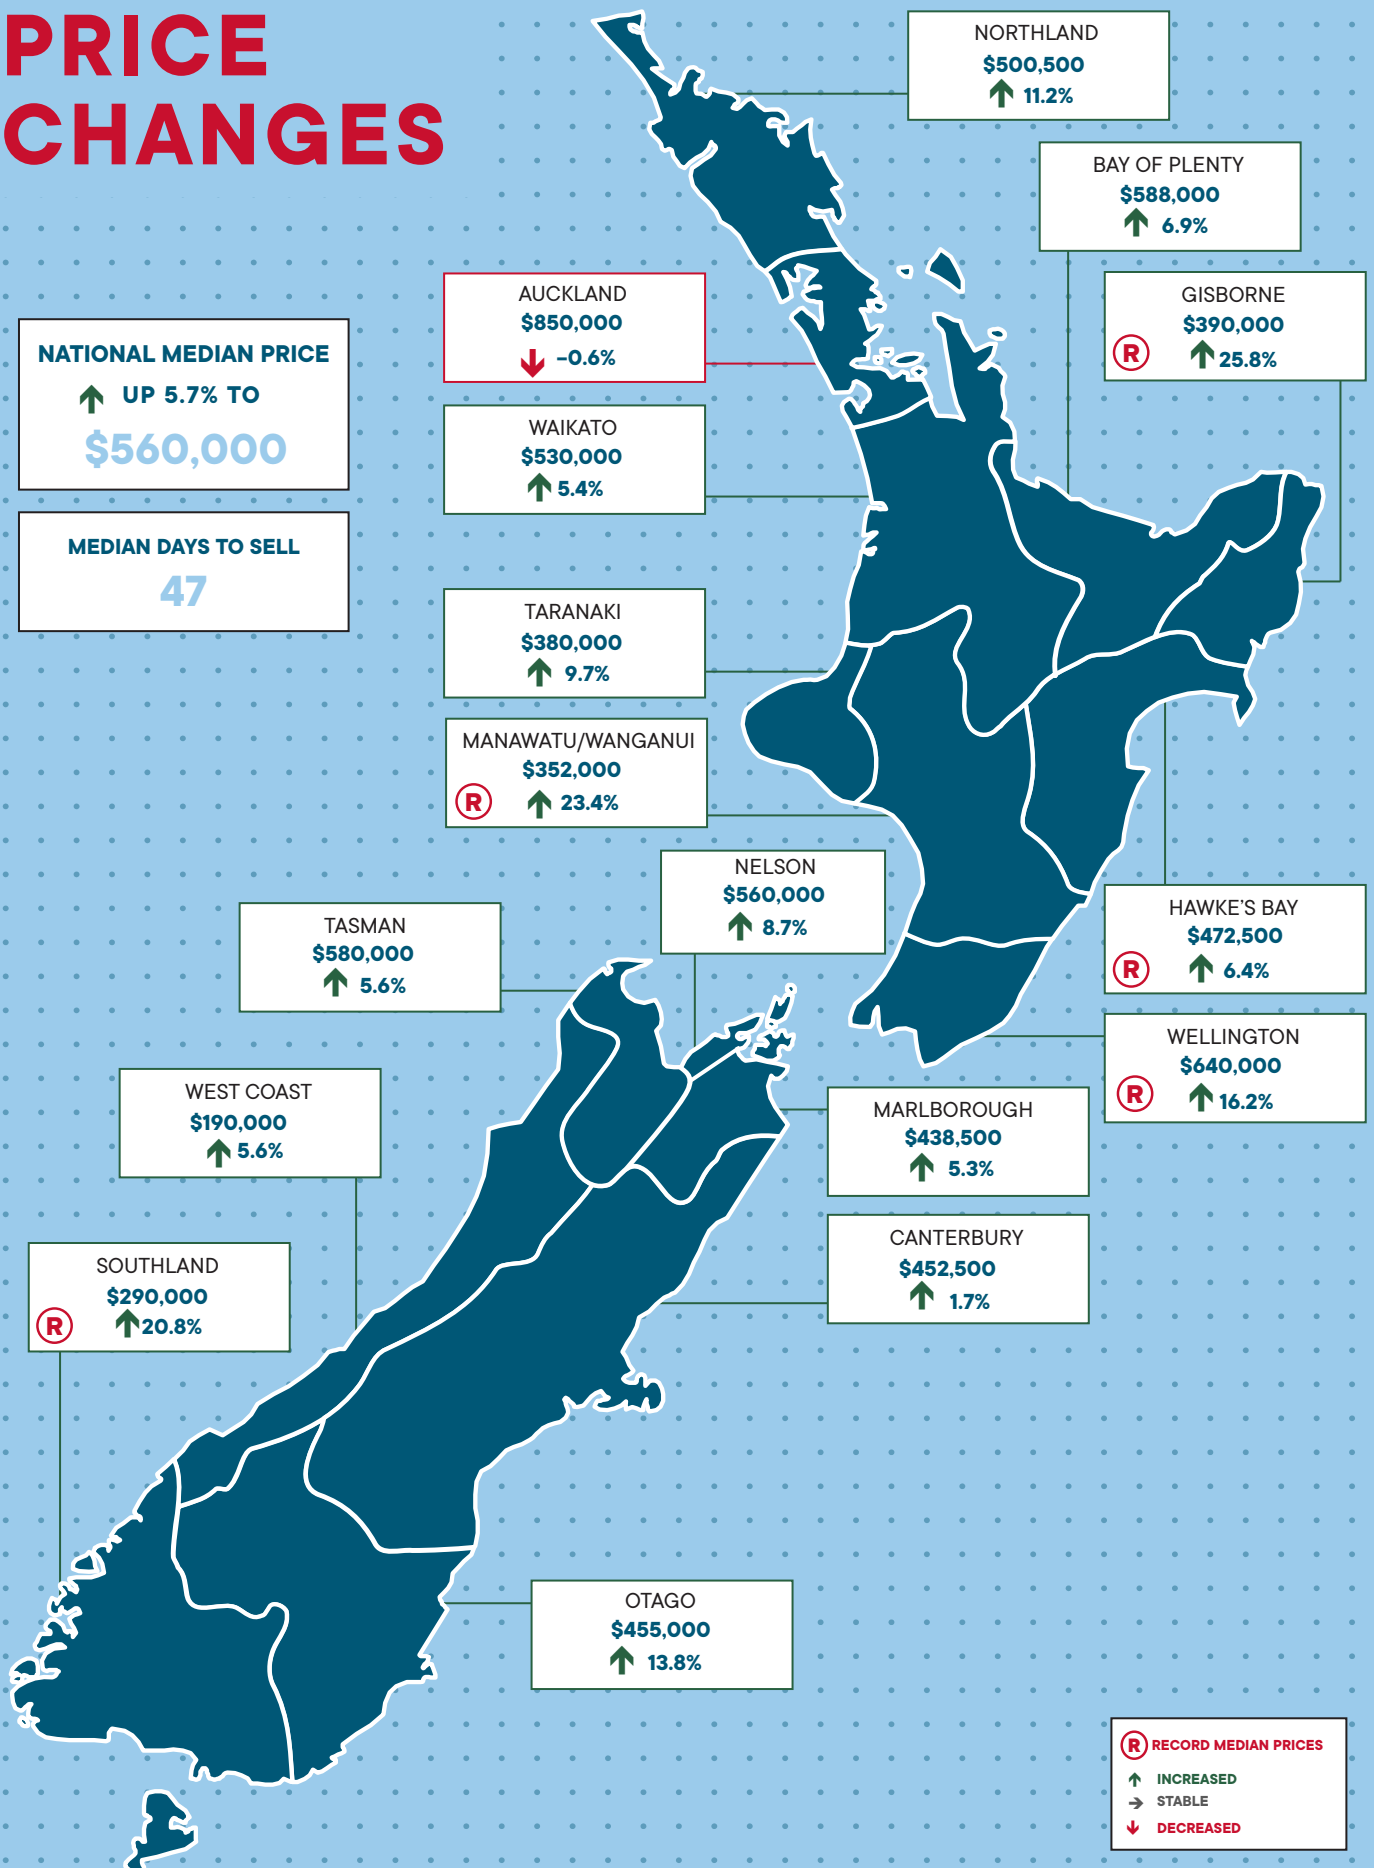 PRICE
CHANGES
NATIONAL MEDIAN PRICE
UP 5.7% TO
$560,000
MEDIAN DAYS TO SELL
47
NORTHLAND
$500,500
11.2%
BAY OF PLENTY
$588,000
6.9%
GISBORNE
$390,000
R
25.8%
AUCKLAND
$850,000
-0.6%
WAIKATO
$530,000
5.4%
TARANAKI
$380,000
9.7%
MANAWATU/WANGANUI
$352,000
R
23.4%
NELSON
$560,000
8.7%
HAWKE'S BAY
$472,500
R
6.4%
TASMAN
$580,000
5.6%
WELLINGTON
$640,000
R
16.2%
WEST COAST
$190,000
5.6%
MARLBOROUGH
$438,500
5.3%
CANTERBURY
$452,500
1.7%
SOUTHLAND
$290,000
R
20.8%
OTAGO
$455,000
13.8%
R RECORD MEDIAN PRICES
INCREASED
STABLE
DECREASED